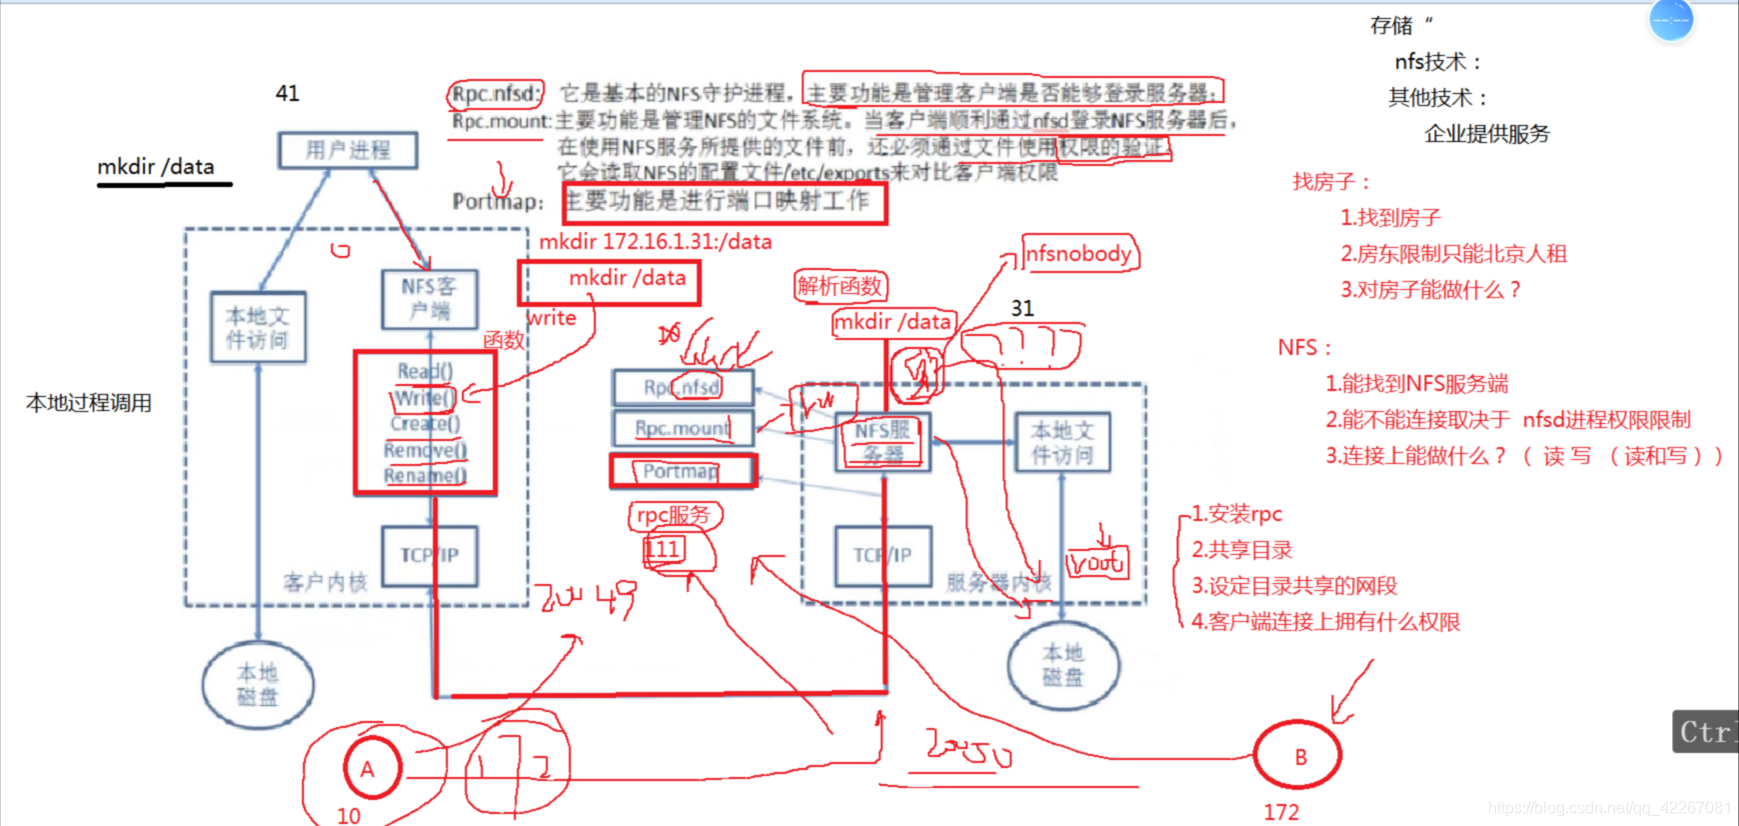 存储“
nfs技术：
其他技术：
企业提供服务
41
Rpc.nfsd: 它是基本的NFS守护进程，主要功能是管理客户端是否能够登录服务器；
Rpc.mount:主要功能是管理NFS的文件系统。当客户端顺利通过nfsd登录NFS服务器后，
在使用NFS服务所提供的文件前，还必须通过文件使用权限的验证。
它会读取NFS的配置文件/etc/exports来对比客户端权限
Portmap：主要功能是进行端口映射工作
用户进程
mkdir /data
找房子：
1.找到房子
2.房东限制只能北京人租
3.对房子能做什么？
mkdir 172.16.1.31:/data
mkdir /data
write
函数
NFS客
户端
本地文
件访问
nfsnobody
解析函数
mkdir /data
31
10
NFS：
1.能找到NFS服务端
2.能不能连接取决于 nfsd进程权限限制
3.连接上能做什么？（ 读 写 （读和写））
本地过程调用
Read()
Write()
Create()
Remove()
Rename()
Rpc.nfsd
Rpc.mount
Portmap
NFS服
务器
本地文
件访问
rpc服务
111
1.安装rpc
2.共享目录
3.设定目录共享的网段
4.客户端连接上拥有什么权限
TCP/IP
客户内核
TCP/IP
服务器内核
root
2049
本地
磁盘
本地
磁盘
A
10
172
2050
B
172
Ctrl
https://blog.csdn.net/qq_42267081